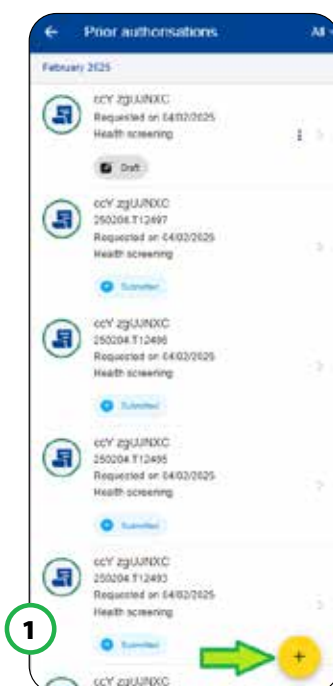 Prior authorisations All
February 2025
ccY zgUJNXC
Requested on 04/02/2025
Health screening
Draft
ccY zgUJNXC
250204.T12497
Requested on 04/02/2025
Health screening
Submitted
ccY zgUJNXC
250204.T12496
Requested on 04/02/2025
Health screening
Submitted
ccY zgUJNXC
250204.T12495
Requested on 04/02/2025
Health screening
Submitted
ccY zgUJNXC
250204.T12493
Requested on 04/02/2025
Health screening
1
Submitted
+
ccY zgUJNXC